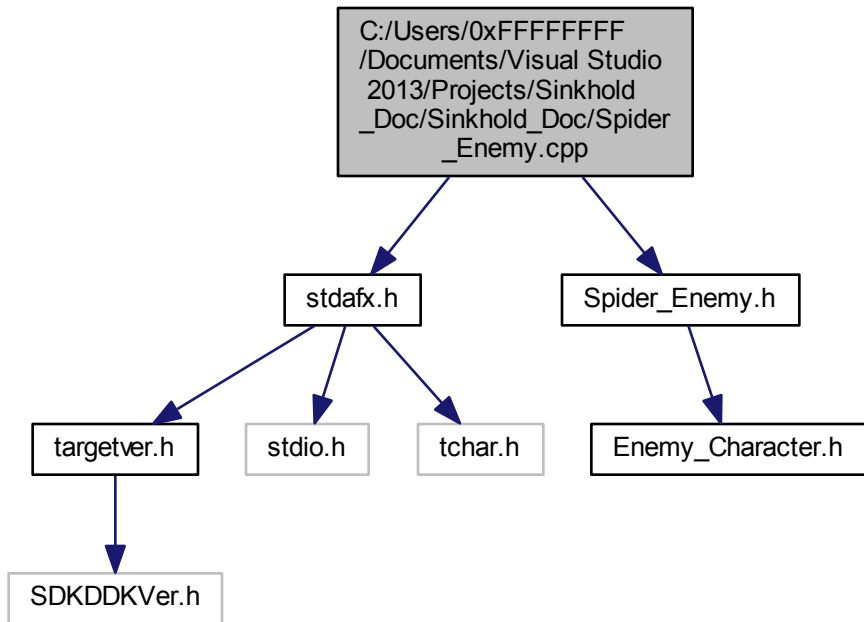 C:/Users/0xFFFFFFFF
/Documents/Visual Studio
2013/Projects/Sinkhold
_Doc/Sinkhold_Doc/Spider
_Enemy.cpp
stdafx.h
Spider_Enemy.h
targetver.h
stdio.h
tchar.h
Enemy_Character.h
SDKDDKVer.h